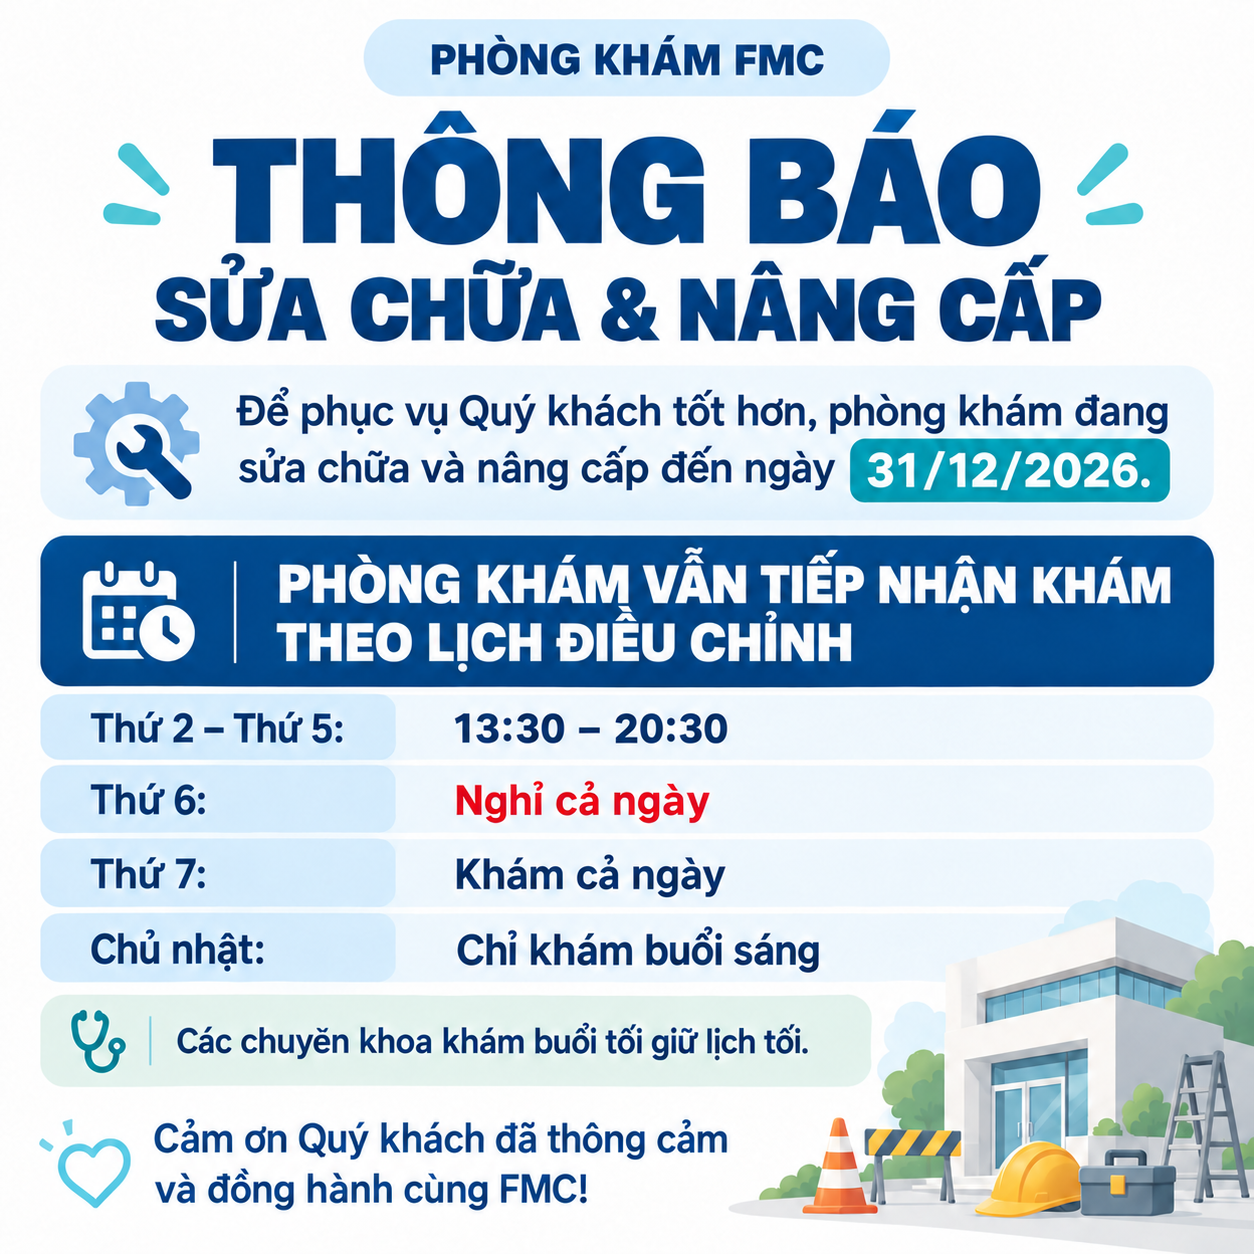 PHÒNG KHÁM FMC
THÔNG BÁO
SỬA CHỮA & NÂNG CẤP
Để phục vụ Quý khách tốt hơn, phòng khám đang
sửa chữa và nâng cấp đến ngày 31/12/2026.
PHÒNG KHÁM VẪN TIẾP NHẬN KHÁM
THEO LỊCH ĐIỀU CHỈNH
Thứ 2 – Thứ 5: 13:30 – 20:30
Thứ 6: Nghỉ cả ngày
Thứ 7: Khám cả ngày
Chủ nhật: Chỉ khám buổi sáng
Các chuyên khoa khám buổi tối giữ lịch tối.
Cảm ơn Quý khách đã thông cảm
và đồng hành cùng FMC!